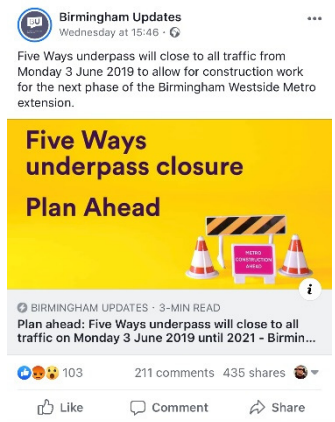 BU
Birmingham Updates
Wednesday at 15:46 ·
Five Ways underpass will close to all traffic from
Monday 3 June 2019 to allow for construction work
for the next phase of the Birmingham Westside Metro
extension.
Five Ways
underpass closure
Plan Ahead
METRO
CONSTRUCTION
AHEAD
i
BIRMINGHAM UPDATES · 3-MIN READ
Plan ahead: Five Ways underpass will close to all
traffic on Monday 3 June 2019 until 2021 - Birmin...
103
211 comments 435 shares
Like Comment Share